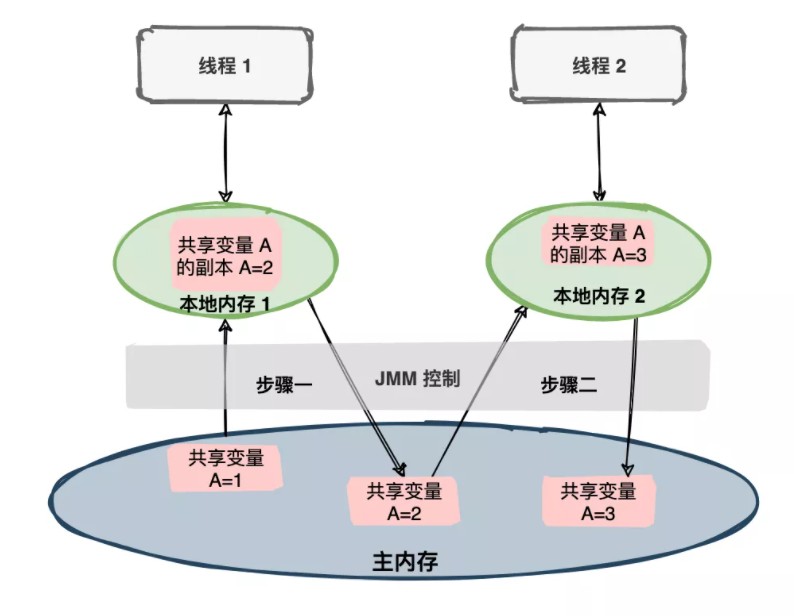 线程 1
线程 2
共享变量 A
的副本 A=2
本地内存 1
共享变量 A
的副本 A=3
本地内存 2
步骤一
JMM 控制
步骤二
共享变量
A=1
共享变量
A=2
共享变量
A=3
主内存